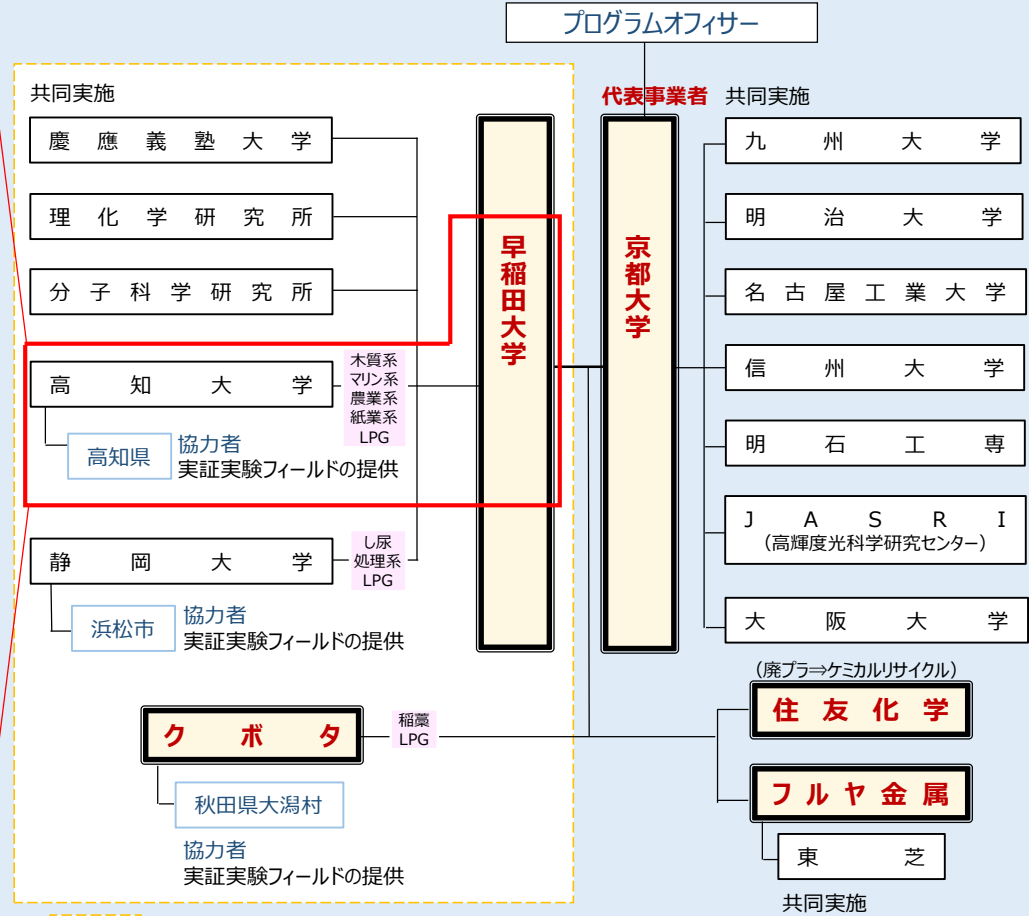 プログラムオフィサー
共同実施
慶應義塾大学
理化学研究所
分子科学研究所
高知大学
木質系
マリン系
農業系
紙業系
LPG
高知県
協力者
実証実験フィールドの提供
静岡大学
し尿
処理系
LPG
浜松市
協力者
実証実験フィールドの提供
クボタ
稲藁
LPG
秋田県大潟村
協力者
実証実験フィールドの提供
早稲田大学
代表事業者
京都大学
共同実施
九州大学
明治大学
名古屋工業大学
信州大学
明石工専
JASRI
(高輝度光科学研究センター)
大阪大学
(廃プラ⇒ケミカルリサイクル)
住友化学
フルヤ金属
東芝
共同実施